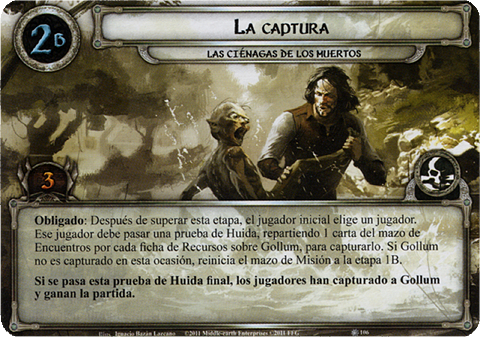 2B
La captura
Las Ciénagas de los Muertos
3
Obligado: Después de superar esta etapa, el jugador inicial elige un jugador.
Ese jugador debe pasar una prueba de Huida, repartiendo 1 carta del mazo de
Encuentros por cada ficha de Recursos sobre Gollum, para capturarlo. Si Gollum
no es capturado en esta ocasión, reinicia el mazo de Misión a la etapa 1B.
Si se pasa esta prueba de Huida final, los jugadores han capturado a Gollum
y ganan la partida.
Illus. Ignacio Bazán Lazcano ©2011 Middle-earth Enterprises ©2011 FFG 106